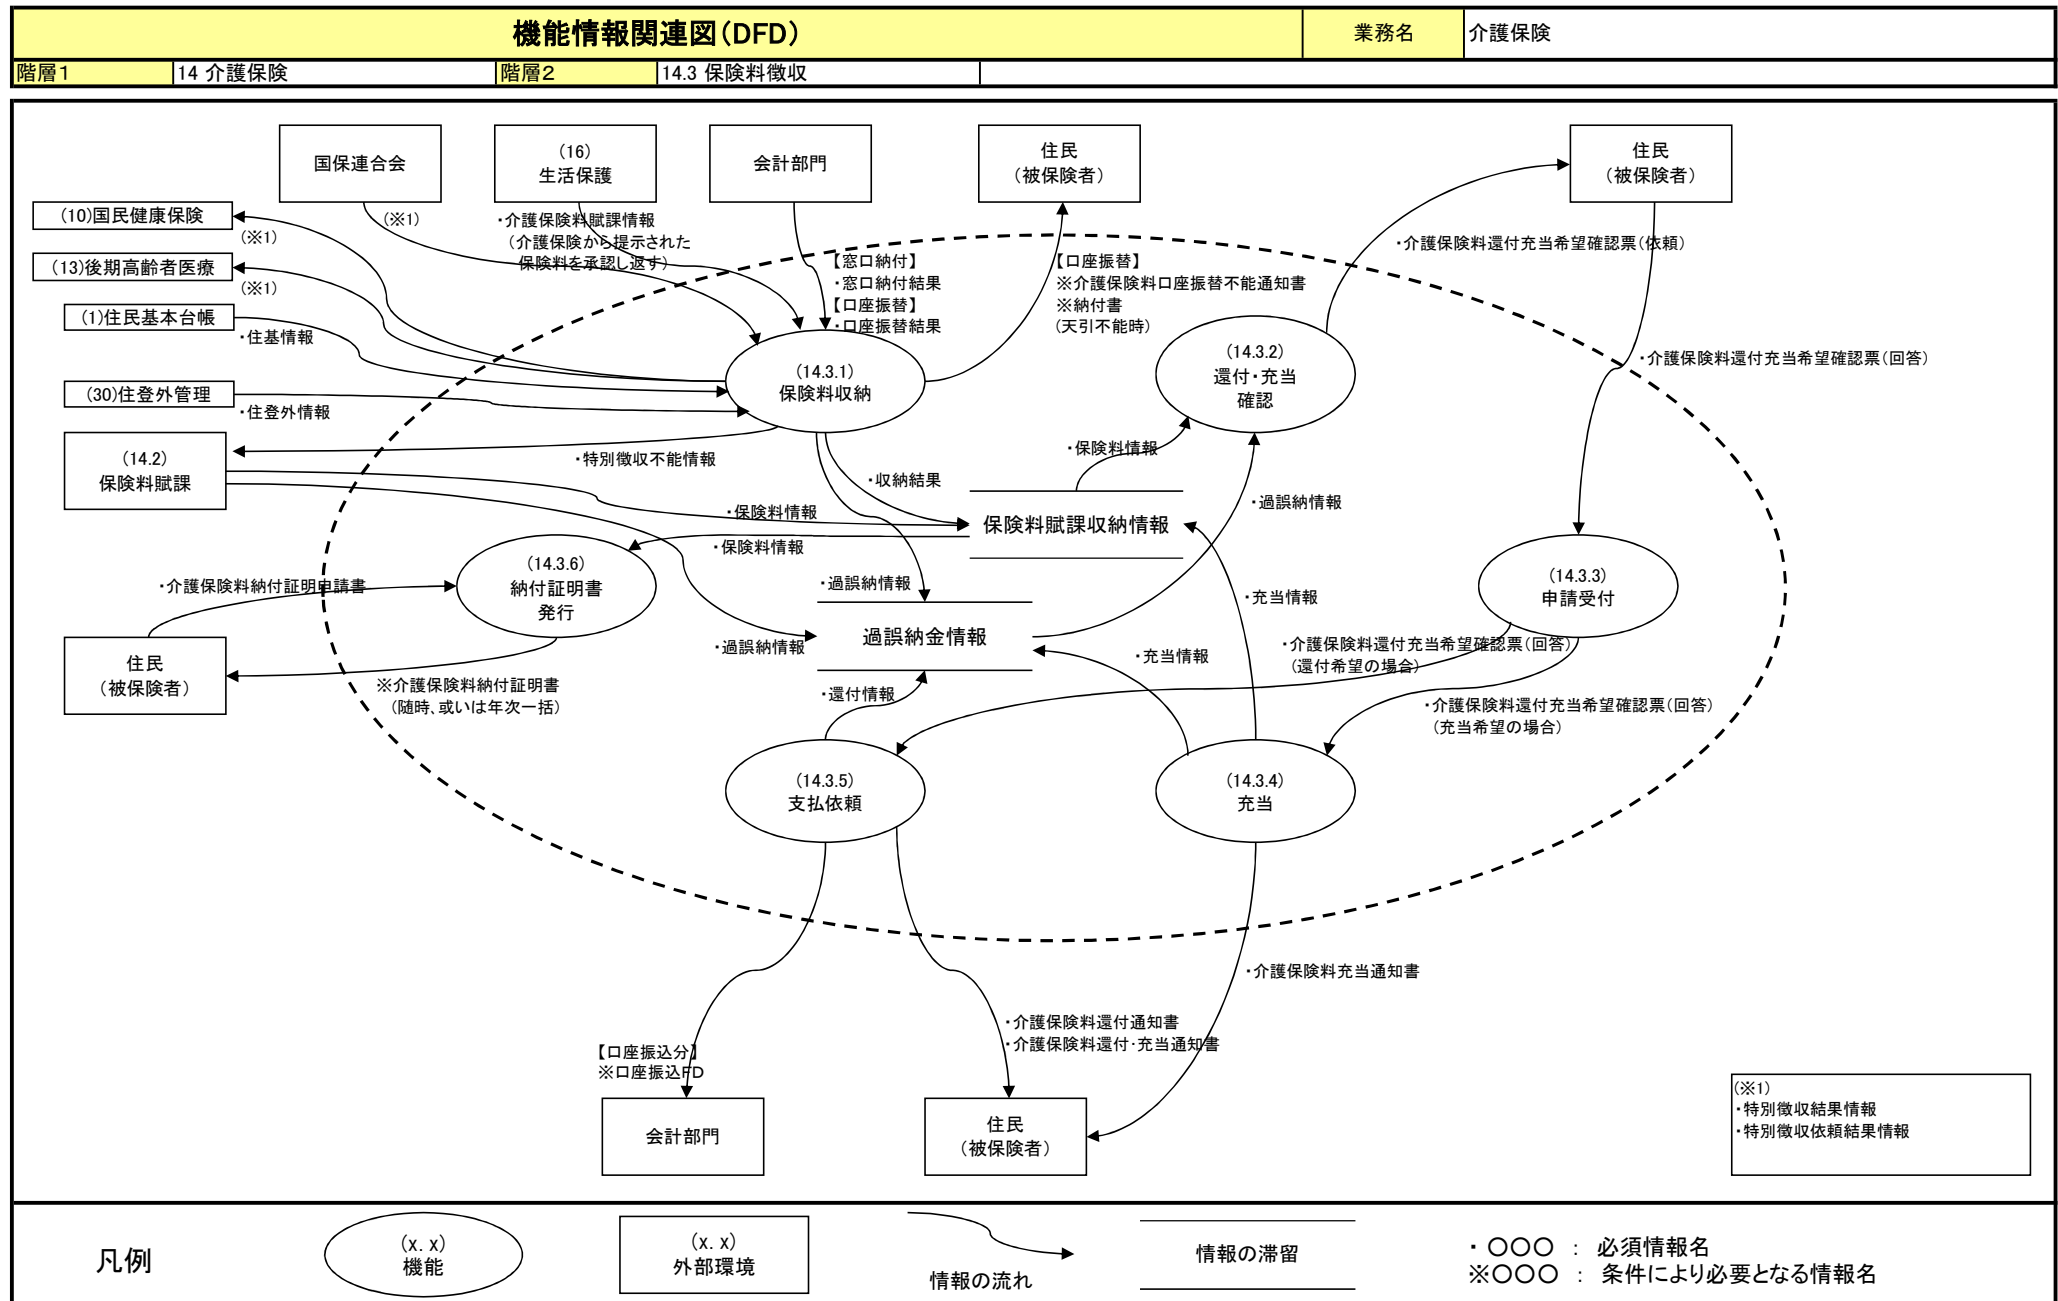 機能情報関連図(DFD)
業務名
介護保険
階層１
14 介護保険
階層２
14.3 保険料徴収
国保連合会
(16)
生活保護
会計部門
住民
(被保険者)
住民
(被保険者)
(10)国民健康保険
(※1)
(※1)
・介護保険料賦課情報
(介護保険から提示された
保険料を承認し返す)
・介護保険料還付充当希望確認票(依頼)
(13)後期高齢者医療
(※1)
【窓口納付】
・窓口納付結果
【口座振替】
・口座振替結果
【口座振替】
※介護保険料口座振替不能通知書
※納付書
(天引不能時)
(1)住民基本台帳
・住基情報
(14.3.1)
保険料収納
(14.3.2)
還付・充当
確認
・介護保険料還付充当希望確認票(回答)
(30)住登外管理
・住登外情報
(14.2)
保険料賦課
・特別徴収不能情報
・保険料情報
・収納結果
・過誤納情報
・保険料情報
保険料賦課収納情報
・保険料情報
(14.3.6)
納付証明書
発行
・介護保険料納付証明申請書
・過誤納情報
・充当情報
(14.3.3)
申請受付
過誤納金情報
・過誤納情報
・充当情報
・介護保険料還付充当希望確認票(回答)
(還付希望の場合)
住民
(被保険者)
※介護保険料納付証明書
(随時、或いは年次一括)
・還付情報
・介護保険料還付充当希望確認票(回答)
(充当希望の場合)
(14.3.5)
支払依頼
(14.3.4)
充当
・介護保険料充当通知書
・介護保険料還付通知書
・介護保険料還付・充当通知書
【口座振込分】
※口座振込FD
会計部門
住民
(被保険者)
(※1)
・特別徴収結果情報
・特別徴収依頼結果情報
凡例
(x. x)
機能
(x. x)
外部環境
情報の流れ
情報の滞留
・ 〇〇〇 ： 必須情報名
※〇〇〇 ： 条件により必要となる情報名